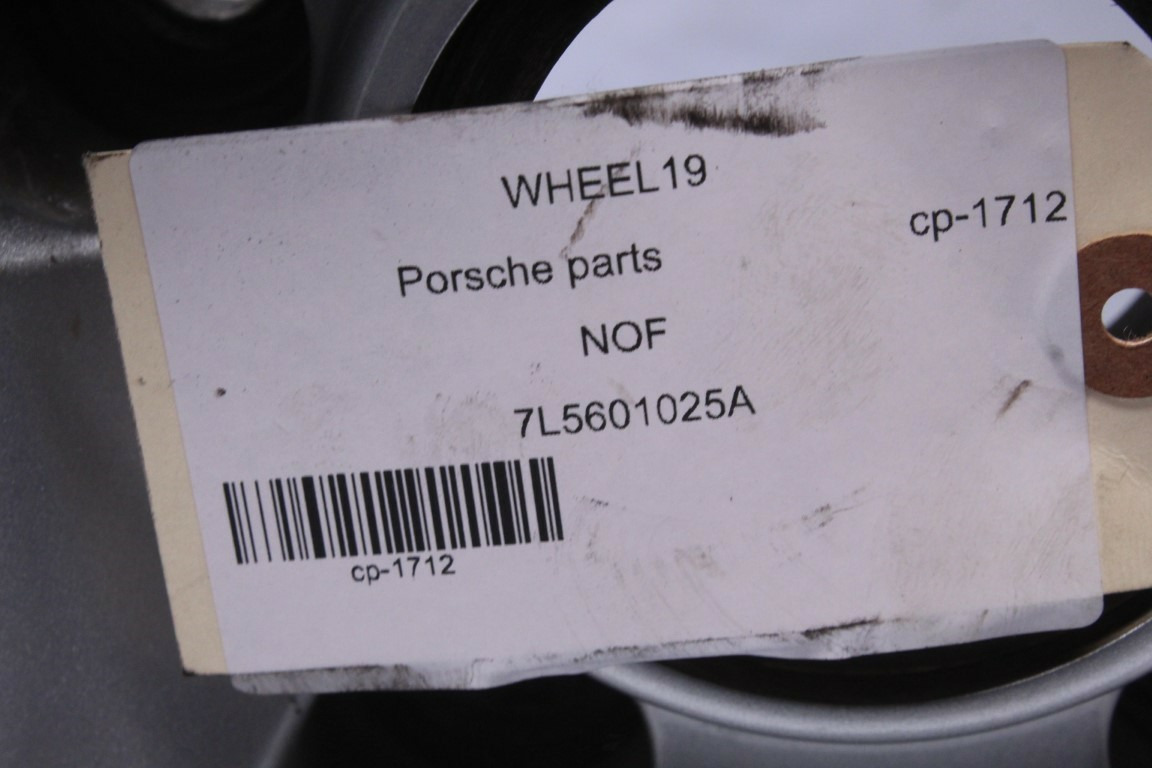 WHEEL19
cp-1712
Porsche parts
NOF
7L5601025A
cp-1712